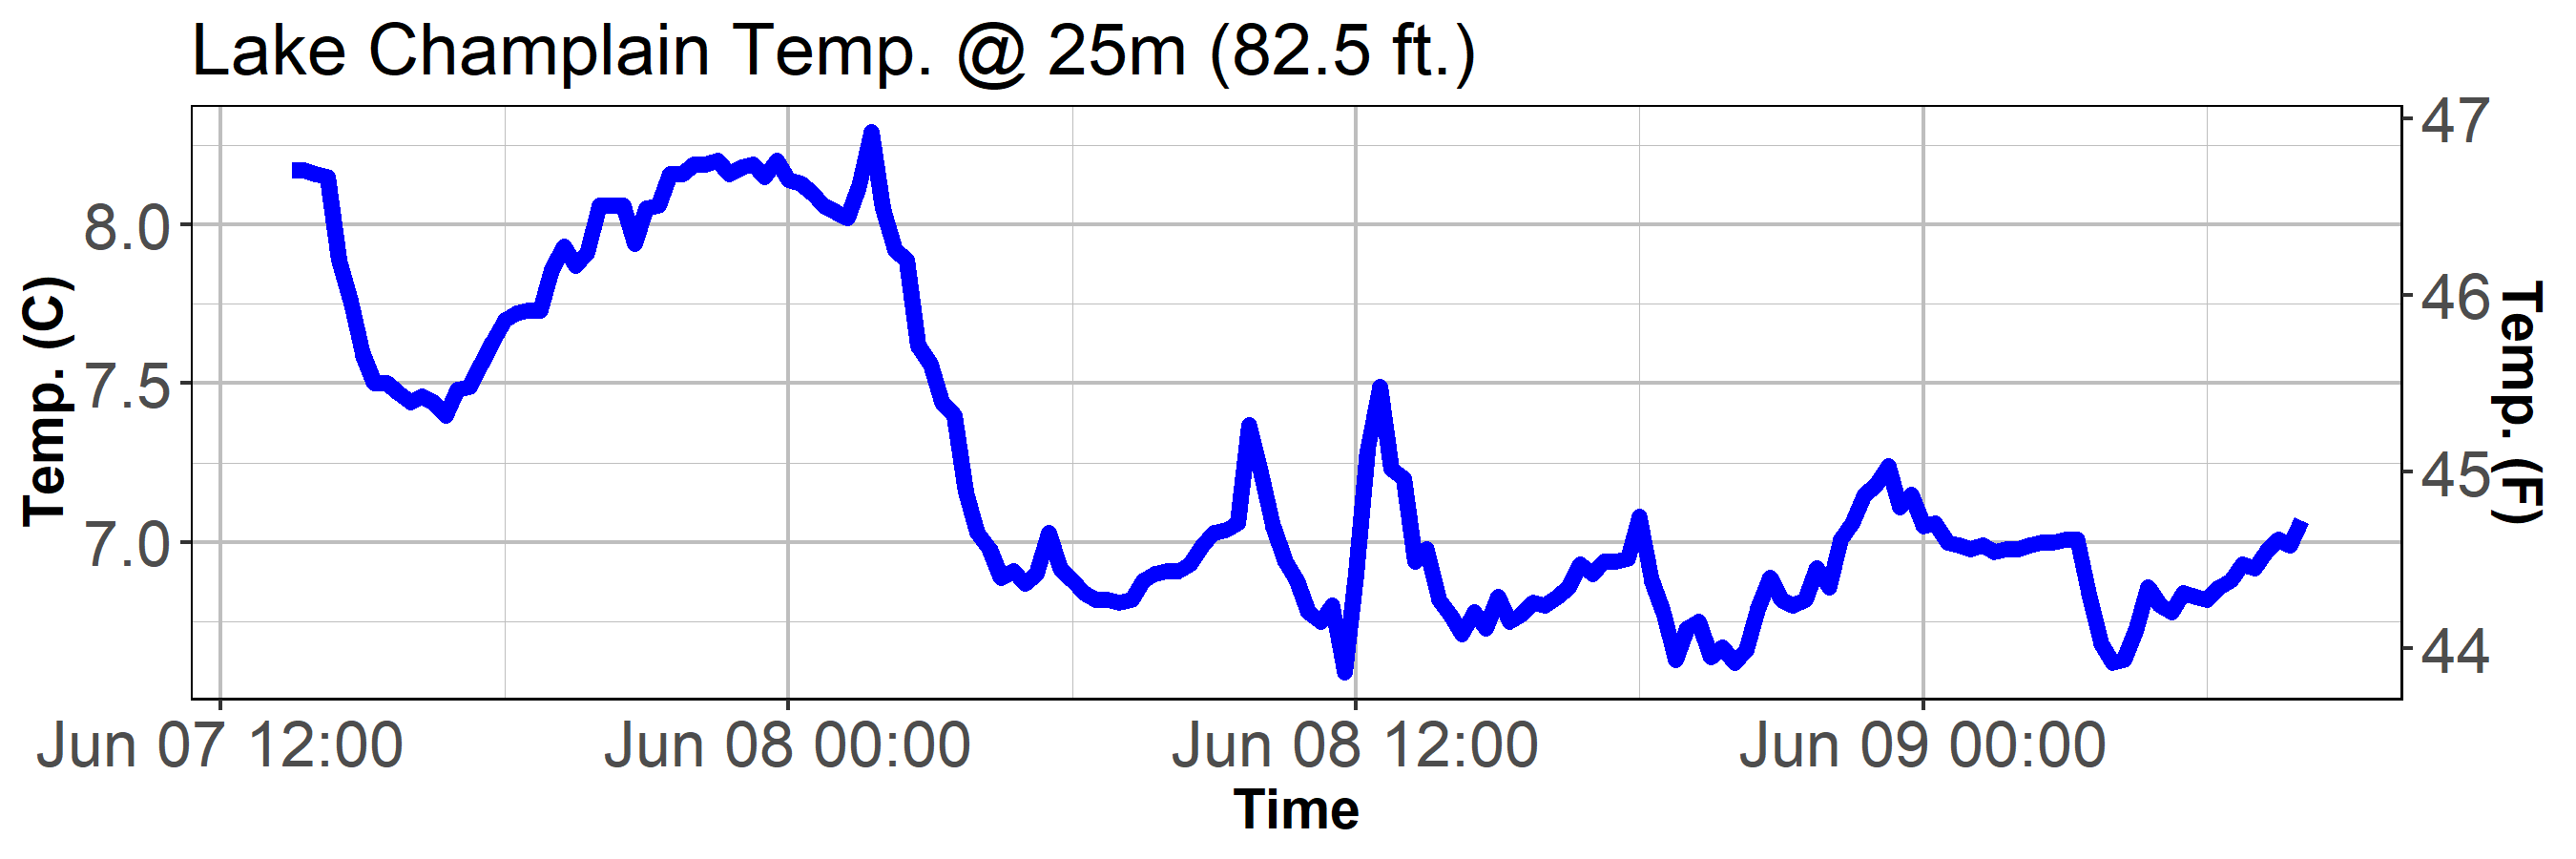 Lake Champlain Temp. @ 25m (82.5 ft.)
47
8.0
46
7.5
45
7.0
44
Temp. (C)
Temp. (F)
Jun 07 12:00 Jun 08 00:00 Jun 08 12:00 Jun 09 00:00
Time